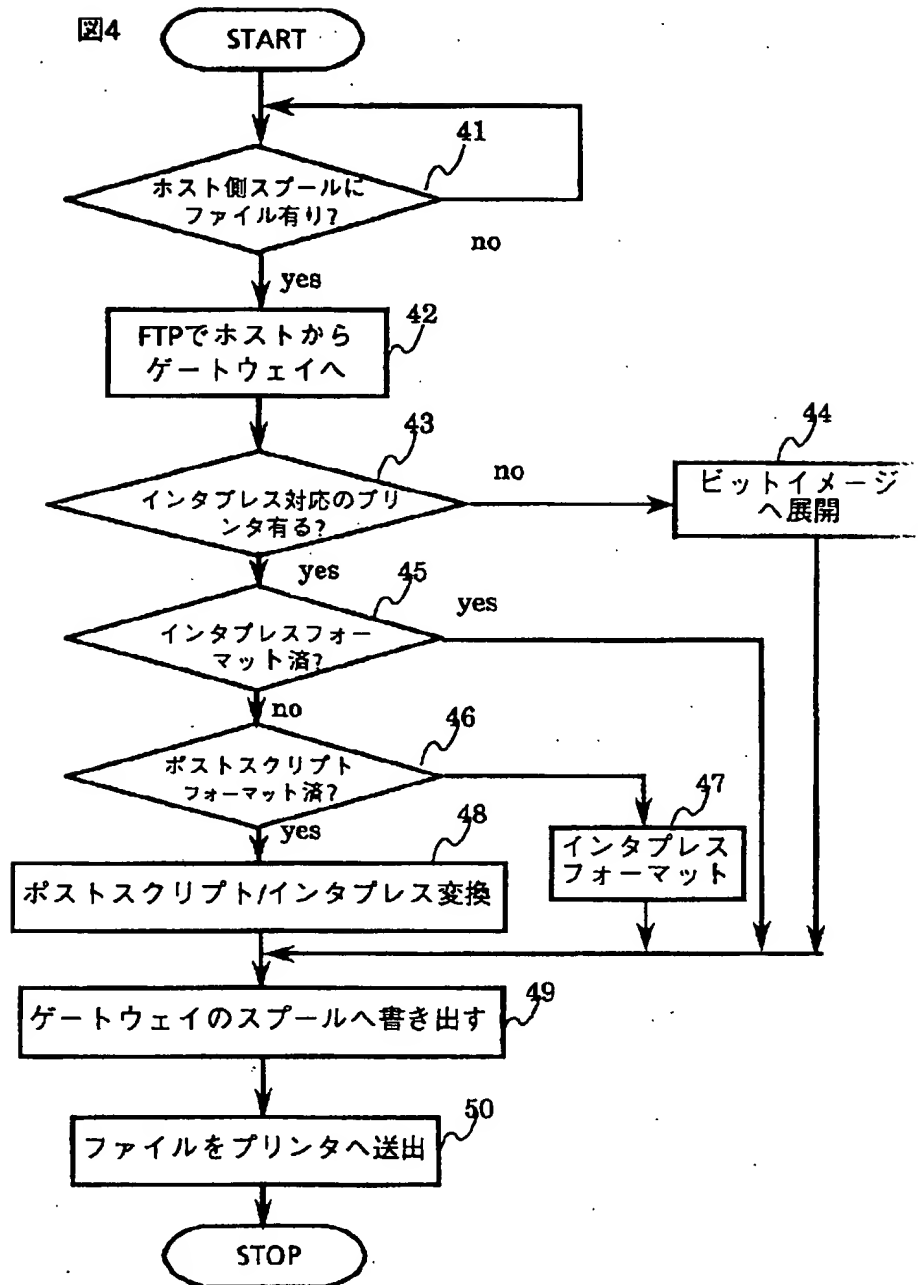 図4
START
41
ホスト側スプールに
ファイル有り?
no
yes
42
FTPでホストから
ゲートウェイへ
43
インタプレス対応のプリ
ンタ有る?
no
44
ビットイメージ
へ展開
yes
45
インタプレスフォー
マット済?
yes
no
46
ポストスクリプト
フォーマット済?
47
インタプレス
フォーマット
yes
48
ポストスクリプト/インタプレス変換
49
ゲートウェイのスプールへ書き出す
50
ファイルをプリンタへ送出
STOP